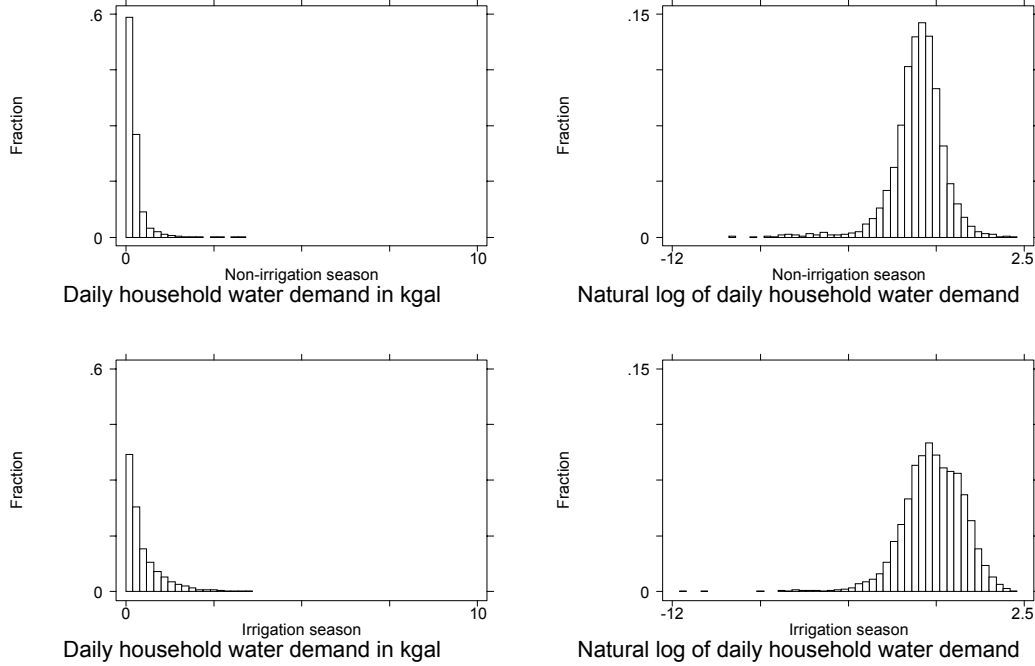 .6
Fraction
0
0
10
Non-irrigation season
Daily household water demand in kgal
.15
Fraction
0
-12
2.5
Non-irrigation season
Natural log of daily household water demand
.6
Fraction
0
0
10
Irrigation season
Daily household water demand in kgal
.15
Fraction
0
-12
2.5
Irrigation season
Natural log of daily household water demand